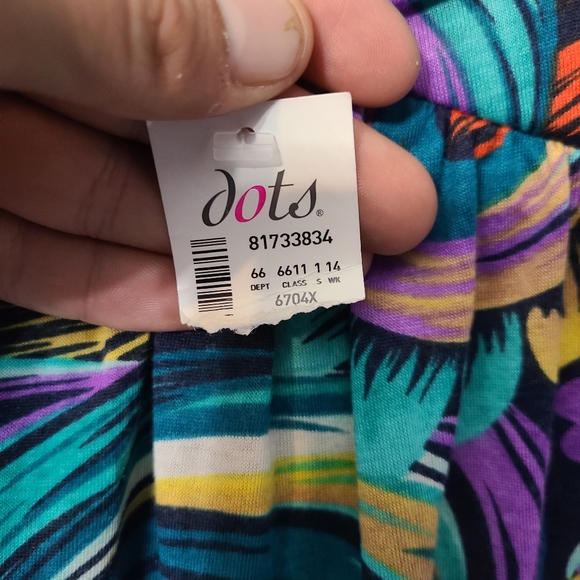 dots®
81733834
66 6611 1 14
DEPT CLASS S WK
6704X